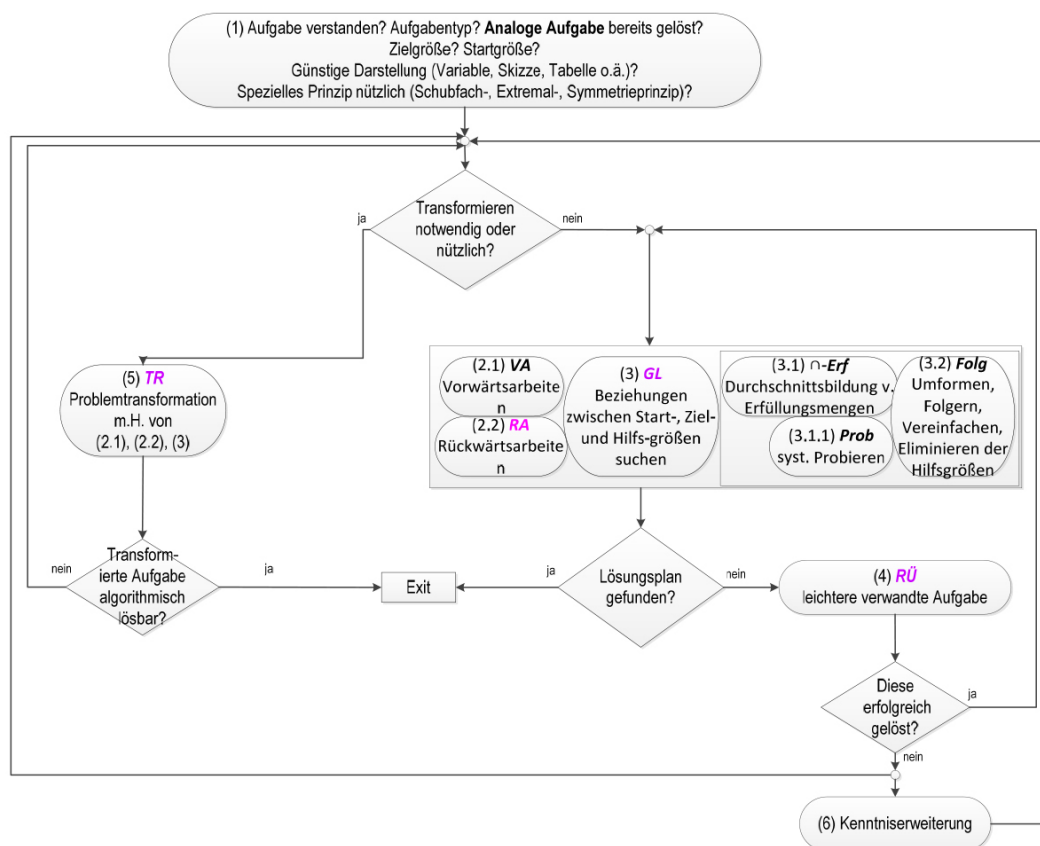 (1) Aufgabe verstanden? Aufgabentyp? Analoge Aufgabe bereits gelöst?
Zielgröße? Startgröße?
Günstige Darstellung (Variable, Skizze, Tabelle o.ä.)?
Spezielles Prinzip nützlich (Schubfach-, Extremal-, Symmetrieprinzip)?
ja
Transformieren
notwendig oder
nützlich?
nein
(5) TR
Problemtransformation
m.H. von
(2.1), (2.2), (3)
(2.1) VA
Vorwärtsarbeite
n
(2.2) RA
Rückwärtsarbeite
n
(3) GL
Beziehungen
zwischen Start-, Ziel-
und Hilfs-größen
suchen
(3.1) ∩-Erf
Durchschnittsbildung v.
Erfüllungsmengen
(3.1.1) Prob
syst. Probieren
(3.2) Folg
Umformen,
Folgern,
Vereinfachen,
Eliminieren der
Hilfsgrößen
nein
Transform-
ierte Aufgabe
algorithmisch
lösbar?
ja
Exit
ja
Lösungsplan
gefunden?
nein
(4) RÜ
leichtere verwandte Aufgabe
Diese
erfolgreich
gelöst?
ja
nein
(6) Kenntniserweiterung